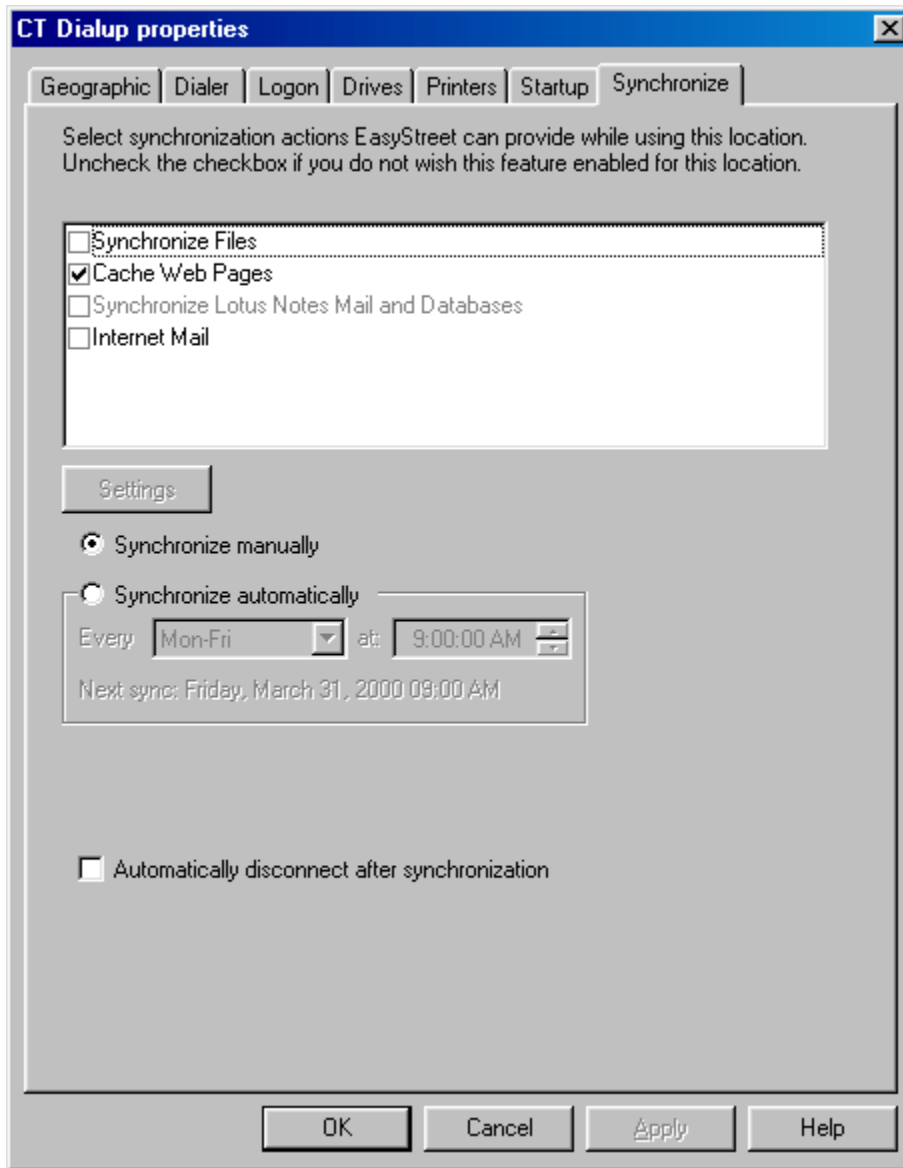 CT Dialup properties
Geographic Dialer Logon Drives Printers Startup Synchronize
Select synchronization actions EasyStreet can provide while using this location.
Uncheck the checkbox if you do not wish this feature enabled for this location.
Synchronize Files
Cache Web Pages
Synchronize Lotus Notes Mail and Databases
Internet Mail
Settings
Synchronize manually
Synchronize automatically
Every Mon-Fri at: 9:00:00 AM
Next sync: Friday, March 31, 2000 09:00 AM
Automatically disconnect after synchronization
OK Cancel Apply Help